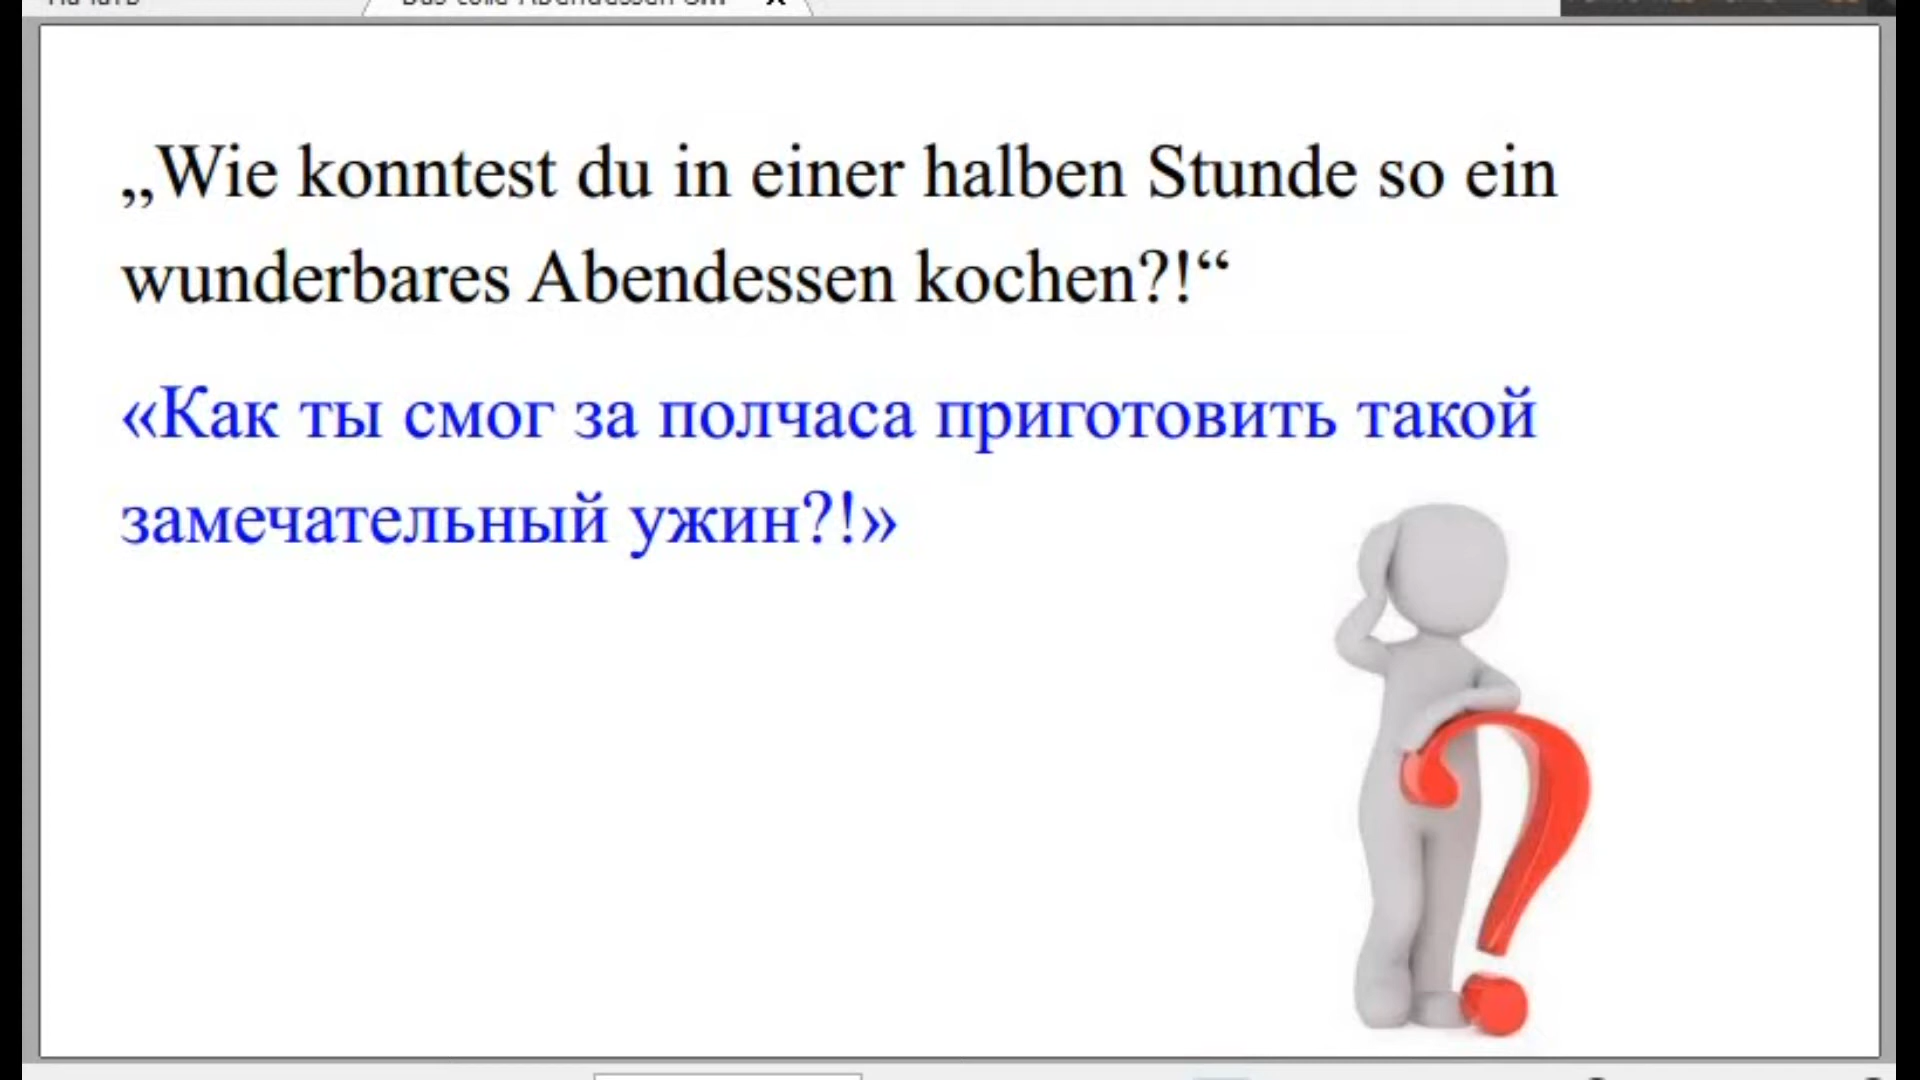 „Wie konntest du in einer halben Stunde so ein
wunderbares Abendessen kochen?!“
«Как ты смог за полчаса приготовить такой
замечательный ужин?!»